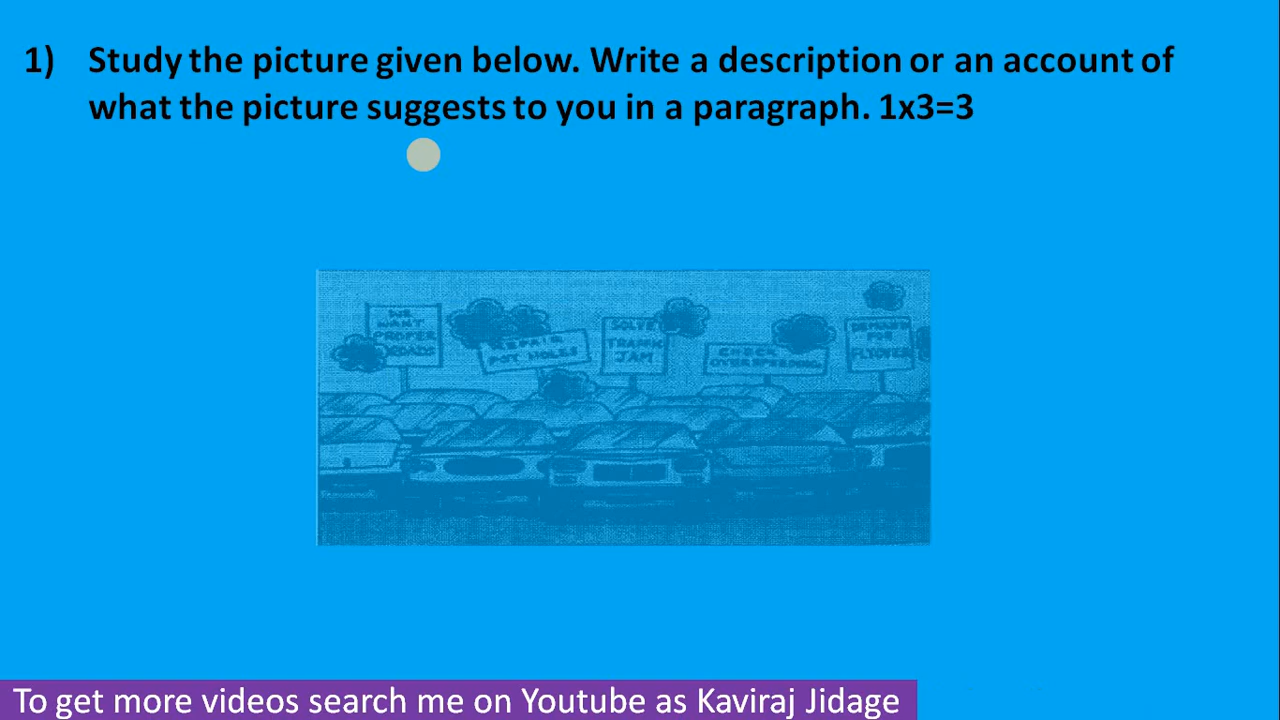 1) Study the picture given below. Write a description or an account of
what the picture suggests to you in a paragraph. 1x3=3
WE
WANT
PROPER
ROADS
REPAIR
POT HOLES
SOLVE
TRAFFIC
JAM
CHECK
OVERSPEEDING
DEMAND
FOR
FLYOVER
To get more videos search me on Youtube as Kaviraj Jidage